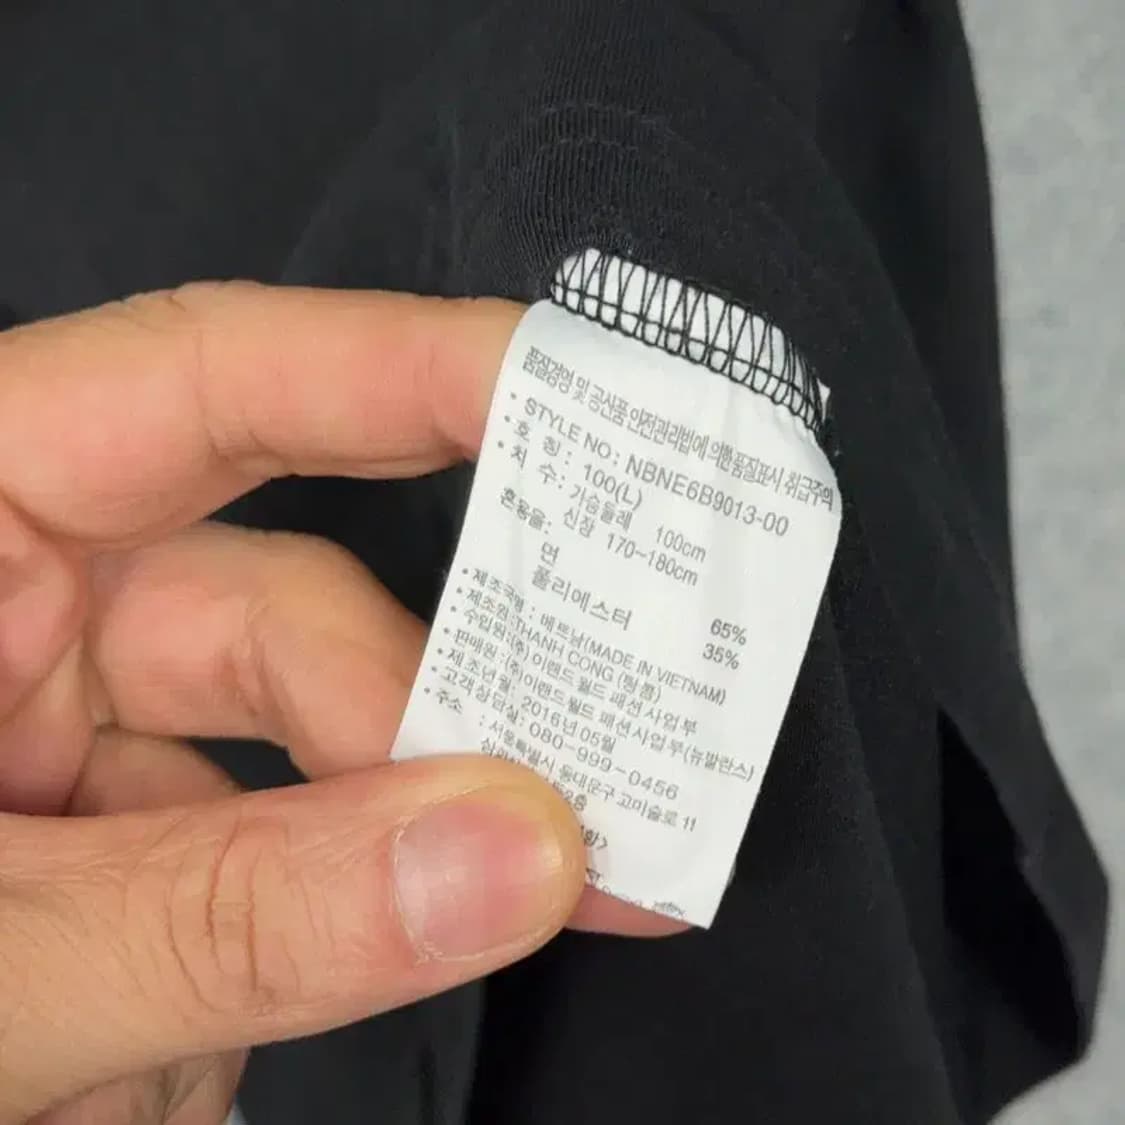 품질경영 및 공산품 안전관리법에 의한 품질표시 취급주의
• STYLE NO: NBNE6B9013-00
• 호 칭: 100(L)
• 치 수: 가슴둘레 100cm
신장 170~180cm
혼용율:
면 65%
폴리에스터 35%
• 제조국명: 베트남(MADE IN VIETNAM)
• 제조원:THANH CONG (탕콤)
• 수입원:(주)이랜드월드 패션사업부
• 판매원:(주)이랜드월드 패션사업부(뉴발란스)
• 제조년월: 2016년 05월
• 고객상담실: 080-999-0456
• 주소 : 서울특별시 동대문구 고미술로 11
2층